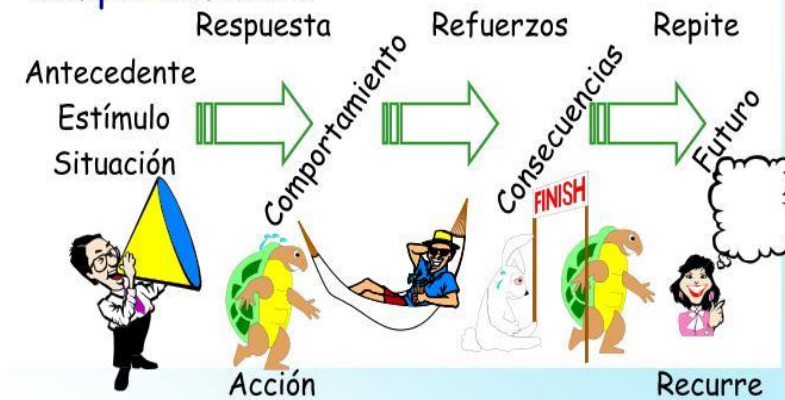 Respuesta
Refuerzos
Repite
Antecedente
Estímulo
Situación
Comportamiento
Consecuencias
Futuro
FINISH
Acción
Recurre